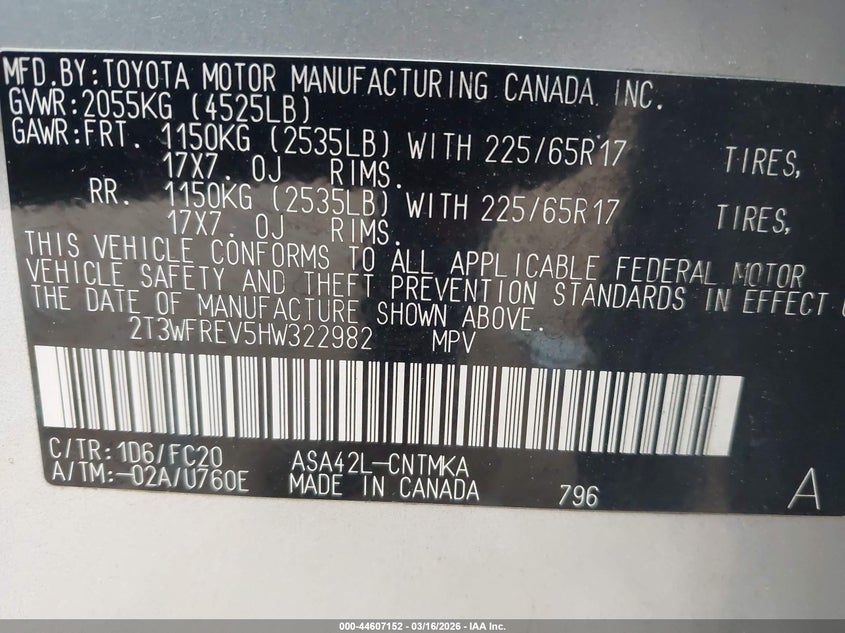 MFD.BY:TOYOTA MOTOR MANUFACTURING CANADA INC.
GVWR:2055KG (4525LB)
GAWR:FRT. 1150KG (2535LB) WITH 225/65R17 TIRES,
17X7.0J RIMS.
RR. 1150KG (2535LB) WITH 225/65R17 TIRES,
17X7.0J RIMS.
THIS VEHICLE CONFORMS TO ALL APPLICABLE FEDERAL MOTOR
VEHICLE SAFETY AND THEFT PREVENTION STANDARDS IN EFFECT
THE DATE OF MANUFACTURE SHOWN ABOVE.
2T3WFREV5HW322982 MPV
C/TR:1D6/FC20 ASA42L-CNTMKA
A/TM:-02A/U760E MADE IN CANADA 796 A
000-44607152 - 03/16/2026 - IAA Inc.